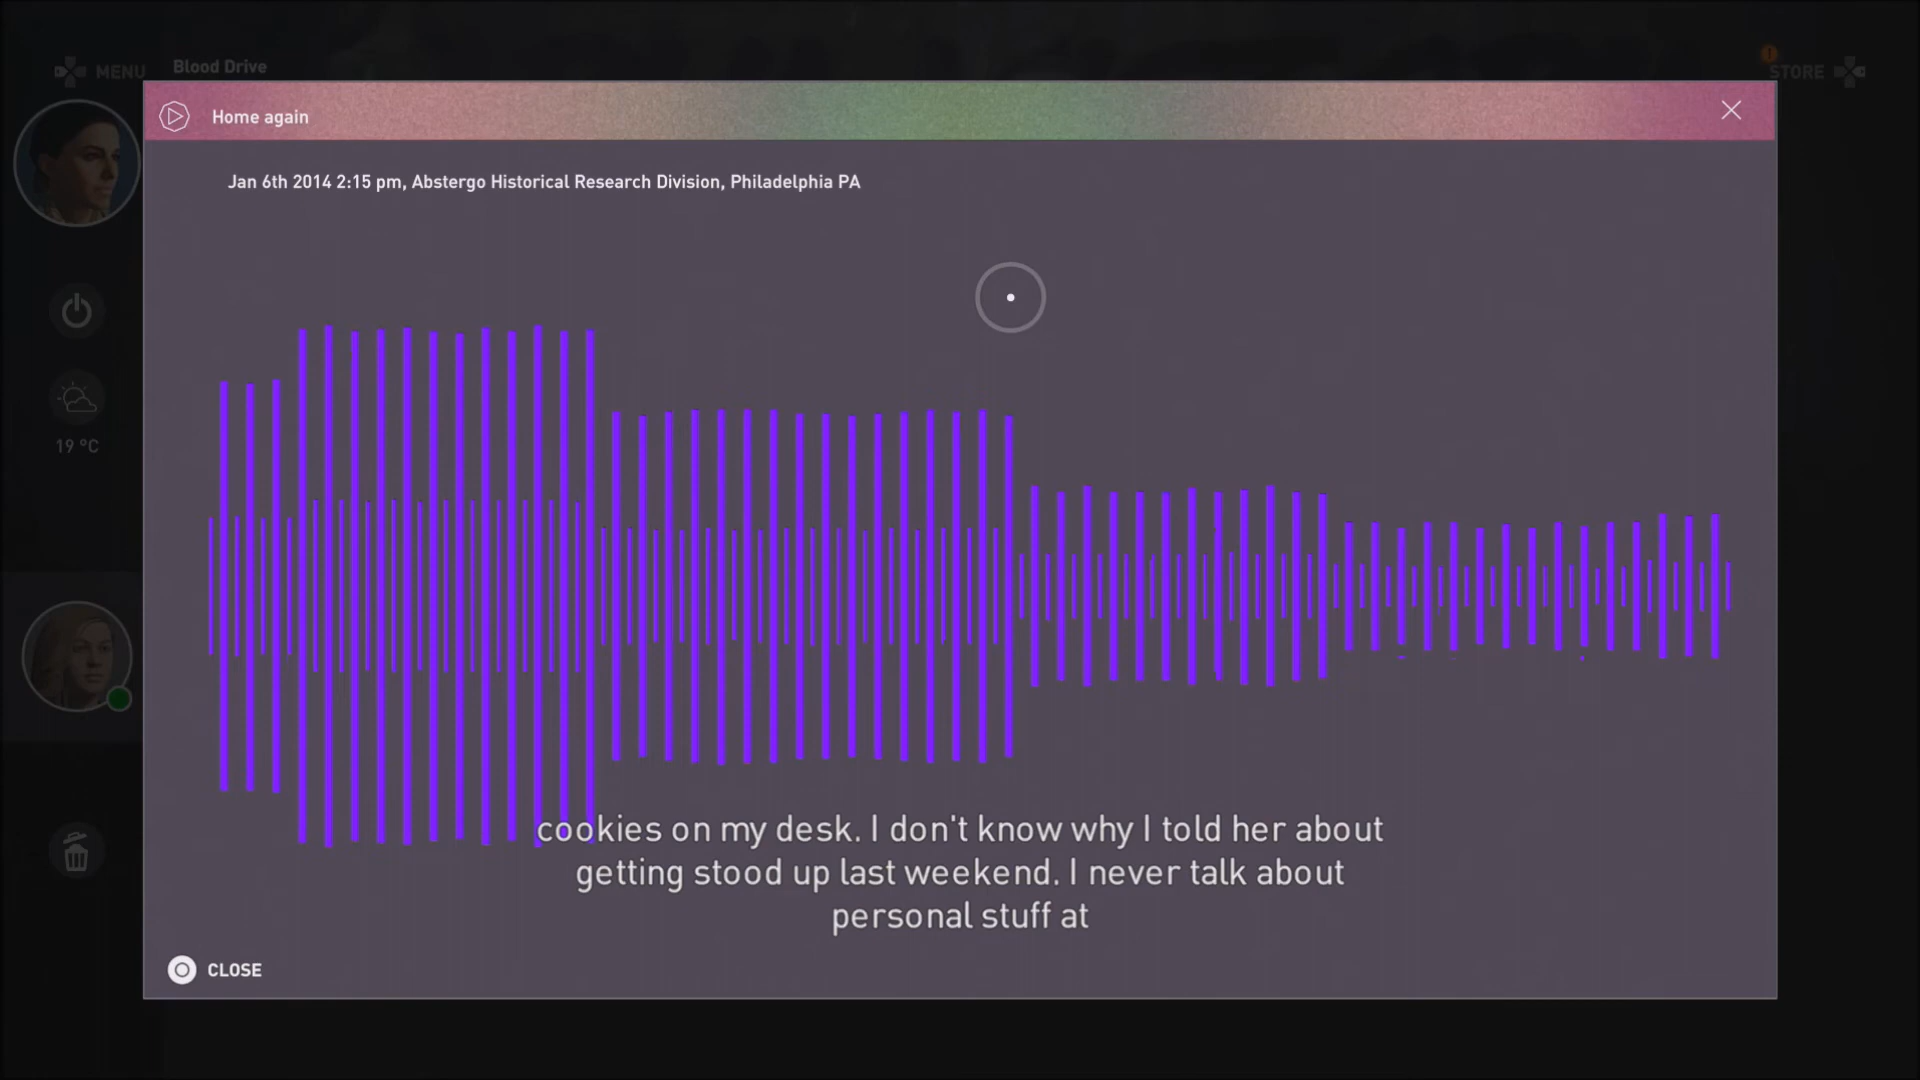 MENU
Blood Drive
STORE
Home again
Jan 6th 2014 2:15 pm, Abstergo Historical Research Division, Philadelphia PA
19 °C
cookies on my desk. I don't know why I told her about
getting stood up last weekend. I never talk about
personal stuff at
CLOSE